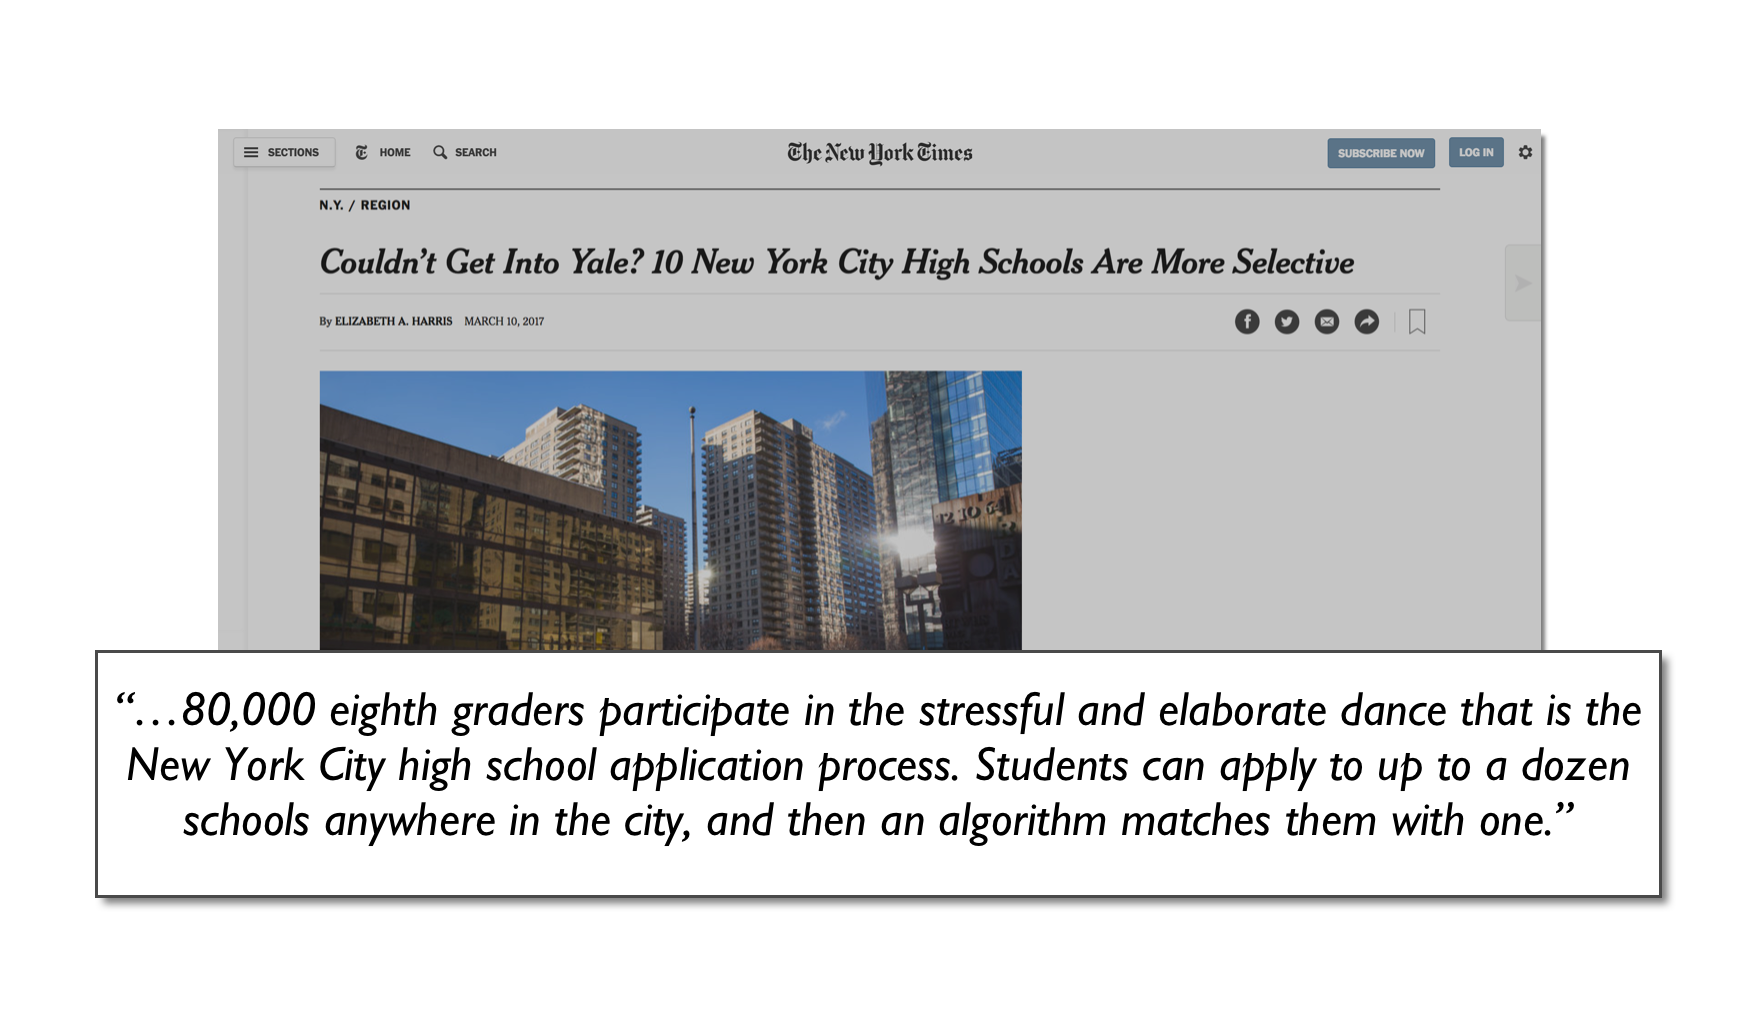 SECTIONS HOME SEARCH The New York Times SUBSCRIBE NOW LOG IN
N.Y. / REGION
Couldn’t Get Into Yale? 10 New York City High Schools Are More Selective
By ELIZABETH A. HARRIS MARCH 10, 2017
“…80,000 eighth graders participate in the stressful and elaborate dance that is the
New York City high school application process. Students can apply to up to a dozen
schools anywhere in the city, and then an algorithm matches them with one.”